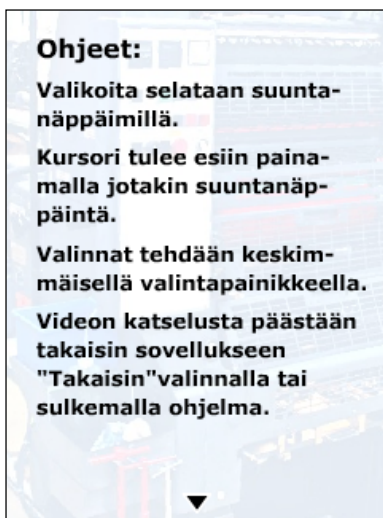 Ohjeet:
Valikoita selataan suunta-
näppäimillä.
Kursori tulee esiin paina-
malla jotakin suuntanäp-
päintä.
Valinnat tehdään keskim-
mäisellä valintapainikkeella.
Videon katselusta päästään
takaisin sovellukseen
"Takaisin"valinnalla tai
sulkemalla ohjelma.